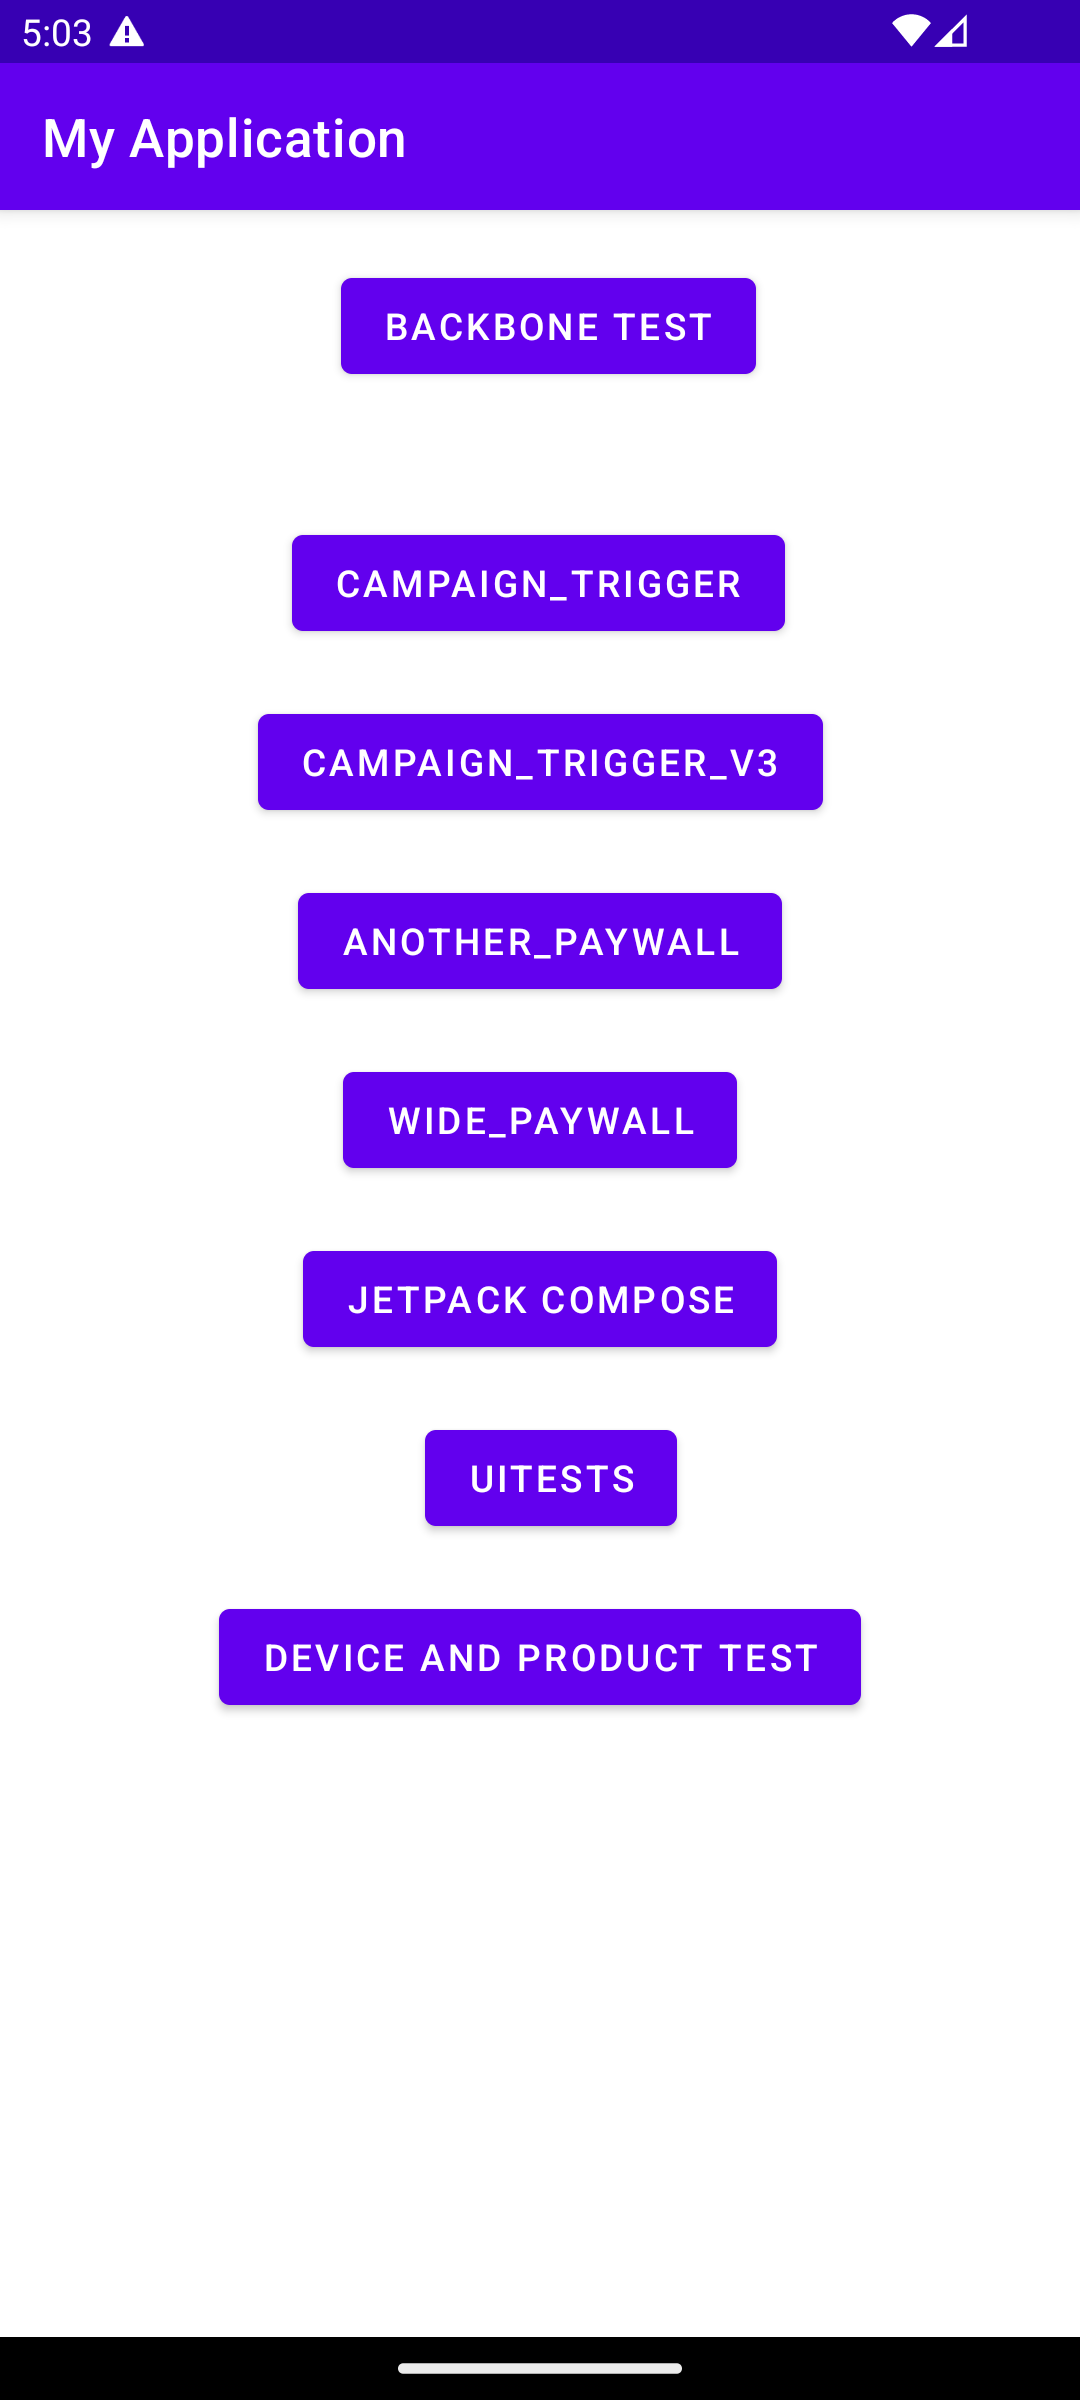 5:03
My Application
BACKBONE TEST
CAMPAIGN_TRIGGER
CAMPAIGN_TRIGGER_V3
ANOTHER_PAYWALL
WIDE_PAYWALL
JETPACK COMPOSE
UITESTS
DEVICE AND PRODUCT TEST